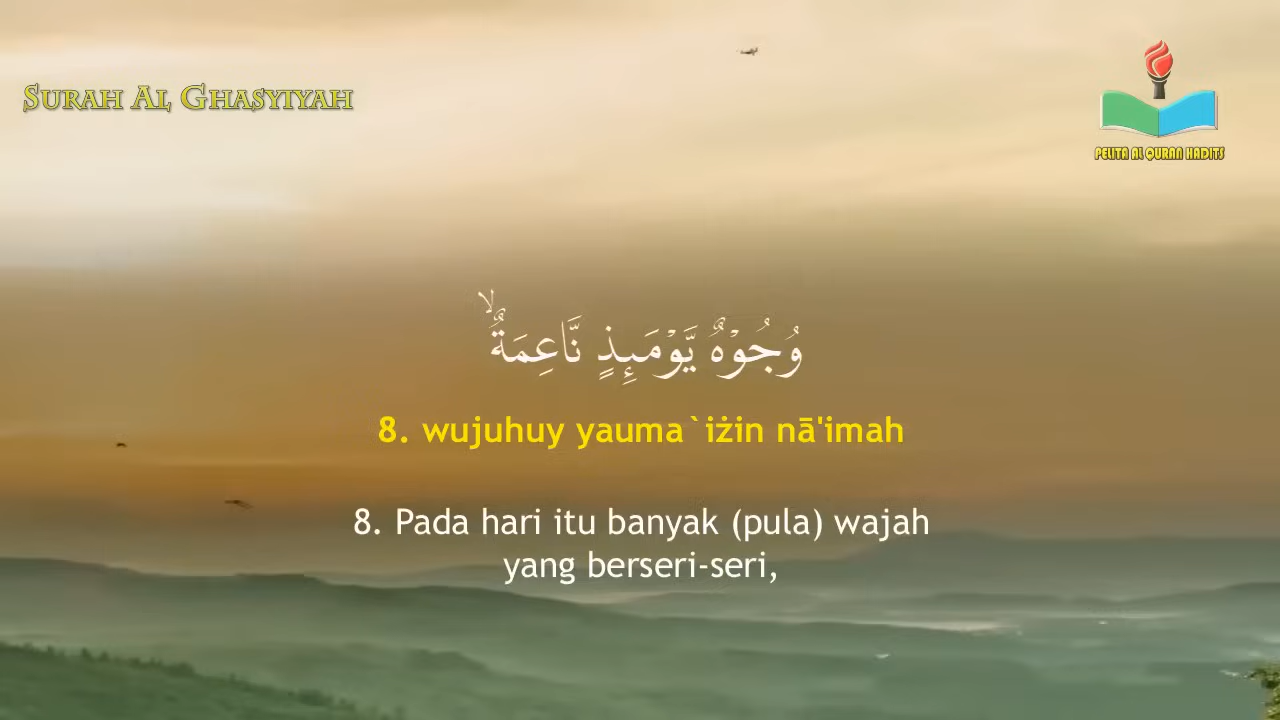 SURAH AL GHASYIYAH
PELITA AL QURAN HADITS
وُجُوْهٌ يَّوْمَىِٕذٍ نَّاعِمَةٌ ۙ
8. wujuhuy yauma`iżin nā'imah
8. Pada hari itu banyak (pula) wajah
yang berseri-seri,